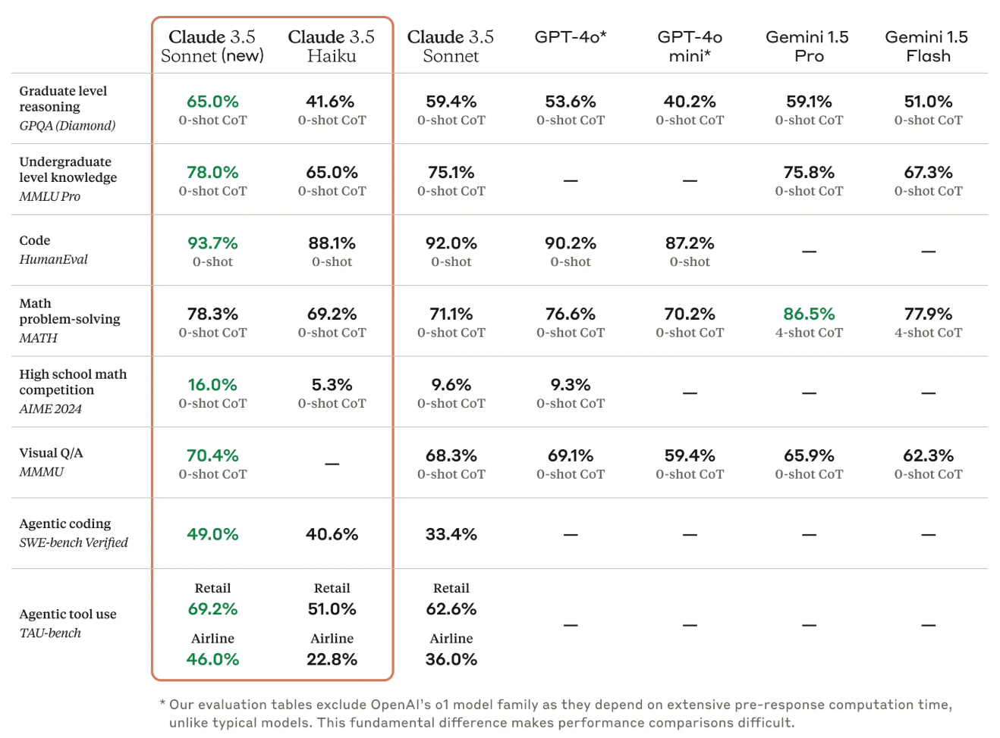 Claude 3.5 Sonnet (new)
Claude 3.5 Haiku
Claude 3.5 Sonnet
GPT-4o*
GPT-4o mini*
Gemini 1.5 Pro
Gemini 1.5 Flash
Graduate level
reasoning
GPQA (Diamond)
65.0% 41.6% 59.4% 53.6% 40.2% 59.1% 51.0%
0-shot CoT 0-shot CoT 0-shot CoT 0-shot CoT 0-shot CoT 0-shot CoT 0-shot CoT
Undergraduate
level knowledge
MMLU Pro
78.0% 65.0% 75.1% — — 75.8% 67.3%
0-shot CoT 0-shot CoT 0-shot CoT 0-shot CoT 0-shot CoT
Code
HumanEval
93.7% 88.1% 92.0% 90.2% 87.2% — —
0-shot 0-shot 0-shot 0-shot 0-shot
Math
problem-solving
MATH
78.3% 69.2% 71.1% 76.6% 70.2% 86.5% 77.9%
0-shot CoT 0-shot CoT 0-shot CoT 0-shot CoT 0-shot CoT 4-shot CoT 4-shot CoT
High school math
competition
AIME 2024
16.0% 5.3% 9.6% 9.3% — — —
0-shot CoT 0-shot CoT 0-shot CoT 0-shot CoT
Visual Q/A
MMMU
70.4% — 68.3% 69.1% 59.4% 65.9% 62.3%
0-shot CoT 0-shot CoT 0-shot CoT 0-shot CoT 0-shot CoT 0-shot CoT
Agentic coding
SWE-bench Verified
49.0% 40.6% 33.4% — — — —
Agentic tool use
TAU-bench
Retail Retail Retail
69.2% 51.0% 62.6% — — — —
Airline Airline Airline
46.0% 22.8% 36.0%
* Our evaluation tables exclude OpenAI's o1 model family as they depend on extensive pre-response computation time,
unlike typical models. This fundamental difference makes performance comparisons difficult.